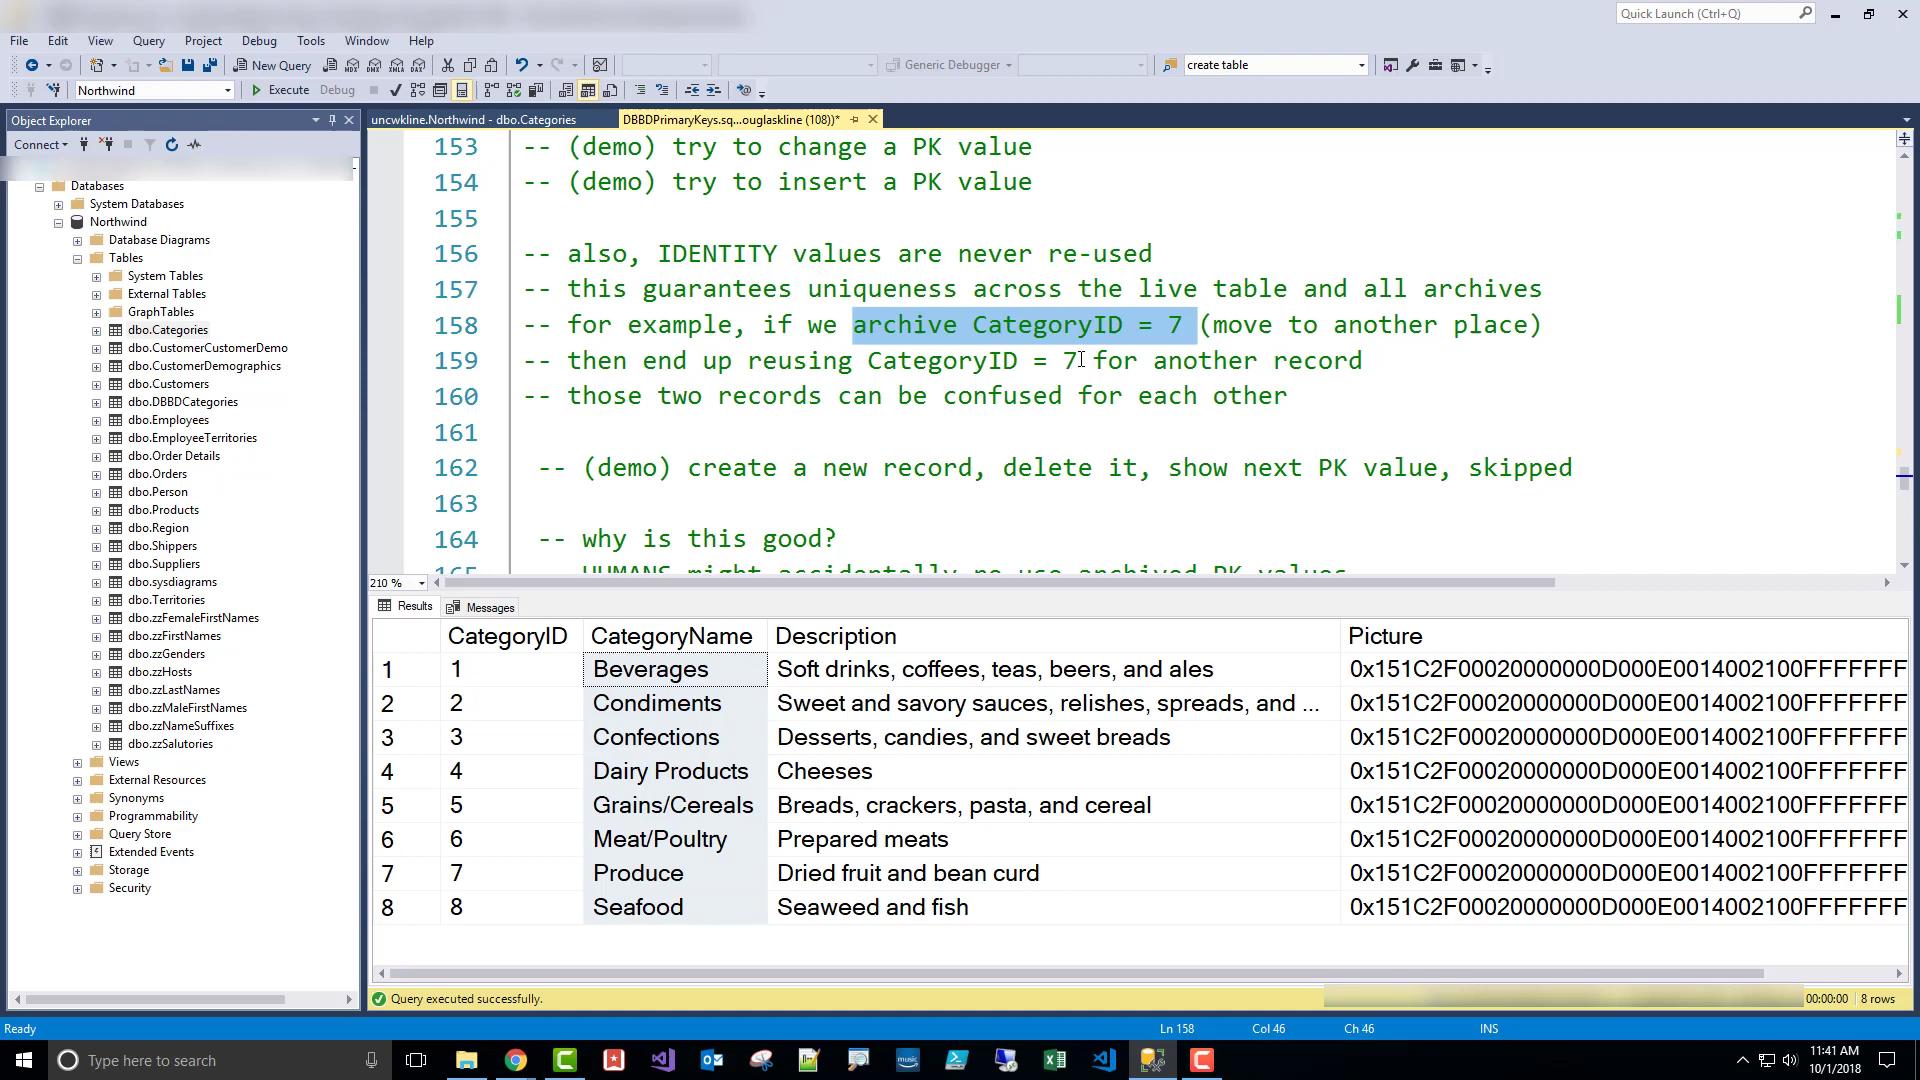 Quick Launch (Ctrl+Q)
File Edit View Query Project Debug Tools Window Help
New Query Generic Debugger create table
Northwind Execute Debug
Object Explorer
Connect
Databases
System Databases
Northwind
Database Diagrams
Tables
System Tables
External Tables
GraphTables
dbo.Categories
dbo.CustomerCustomerDemo
dbo.CustomerDemographics
dbo.Customers
dbo.DBBDCategories
dbo.Employees
dbo.EmployeeTerritories
dbo.Order Details
dbo.Orders
dbo.Person
dbo.Products
dbo.Region
dbo.Shippers
dbo.Suppliers
dbo.sysdiagrams
dbo.Territories
dbo.zzFemaleFirstNames
dbo.zzFirstNames
dbo.zzGenders
dbo.zzHosts
dbo.zzLastNames
dbo.zzMaleFirstNames
dbo.zzNameSuffixes
dbo.zzSalutories
Views
External Resources
Synonyms
Programmability
Query Store
Extended Events
Storage
Security
uncwkline.Northwind - dbo.Categories DBBDPrimaryKeys.sq...ouglaskline (108))*
153 -- (demo) try to change a PK value
154 -- (demo) try to insert a PK value
155
156 -- also, IDENTITY values are never re-used
157 -- this guarantees uniqueness across the live table and all archives
158 -- for example, if we archive CategoryID = 7 (move to another place)
159 -- then end up reusing CategoryID = 7 for another record
160 -- those two records can be confused for each other
161
162 -- (demo) create a new record, delete it, show next PK value, skipped
163
164 -- why is this good?
165 HUMANS might accidentally re-use archived PK values
210 %
Results Messages
CategoryID CategoryName Description Picture
1 1 Beverages Soft drinks, coffees, teas, beers, and ales 0x151C2F00020000000D000E0014002100FFFFFFF
2 2 Condiments Sweet and savory sauces, relishes, spreads, and ... 0x151C2F00020000000D000E0014002100FFFFFFF
3 3 Confections Desserts, candies, and sweet breads 0x151C2F00020000000D000E0014002100FFFFFFF
4 4 Dairy Products Cheeses 0x151C2F00020000000D000E0014002100FFFFFFF
5 5 Grains/Cereals Breads, crackers, pasta, and cereal 0x151C2F00020000000D000E0014002100FFFFFFF
6 6 Meat/Poultry Prepared meats 0x151C2F00020000000D000E0014002100FFFFFFF
7 7 Produce Dried fruit and bean curd 0x151C2F00020000000D000E0014002100FFFFFFF
8 8 Seafood Seaweed and fish 0x151C2F00020000000D000E0014002100FFFFFFF
Query executed successfully. 00:00:00 8 rows
Ready Ln 158 Col 46 Ch 46 INS
Type here to search music 11:41 AM
10/1/2018